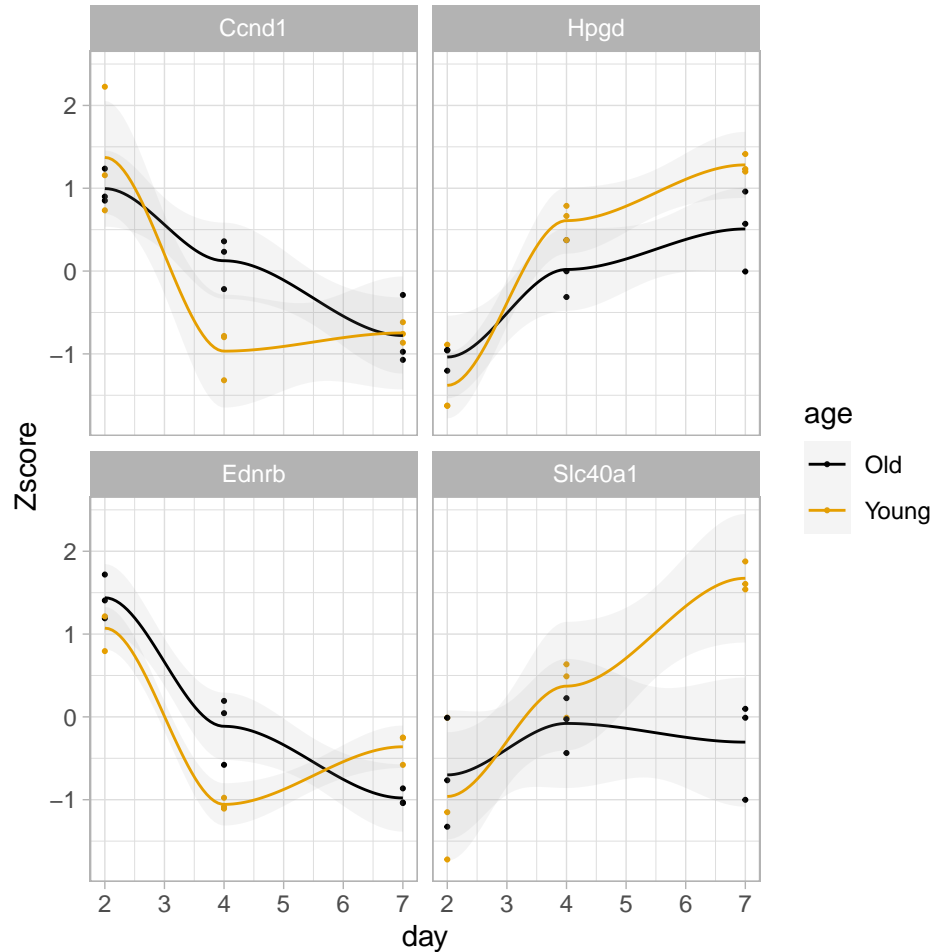 Ccnd1
Hpgd
2
1
0
−1
Ednrb
Slc40a1
2
1
0
−1
2 3 4 5 6 7
2 3 4 5 6 7
day
Zscore
age
Old
Young